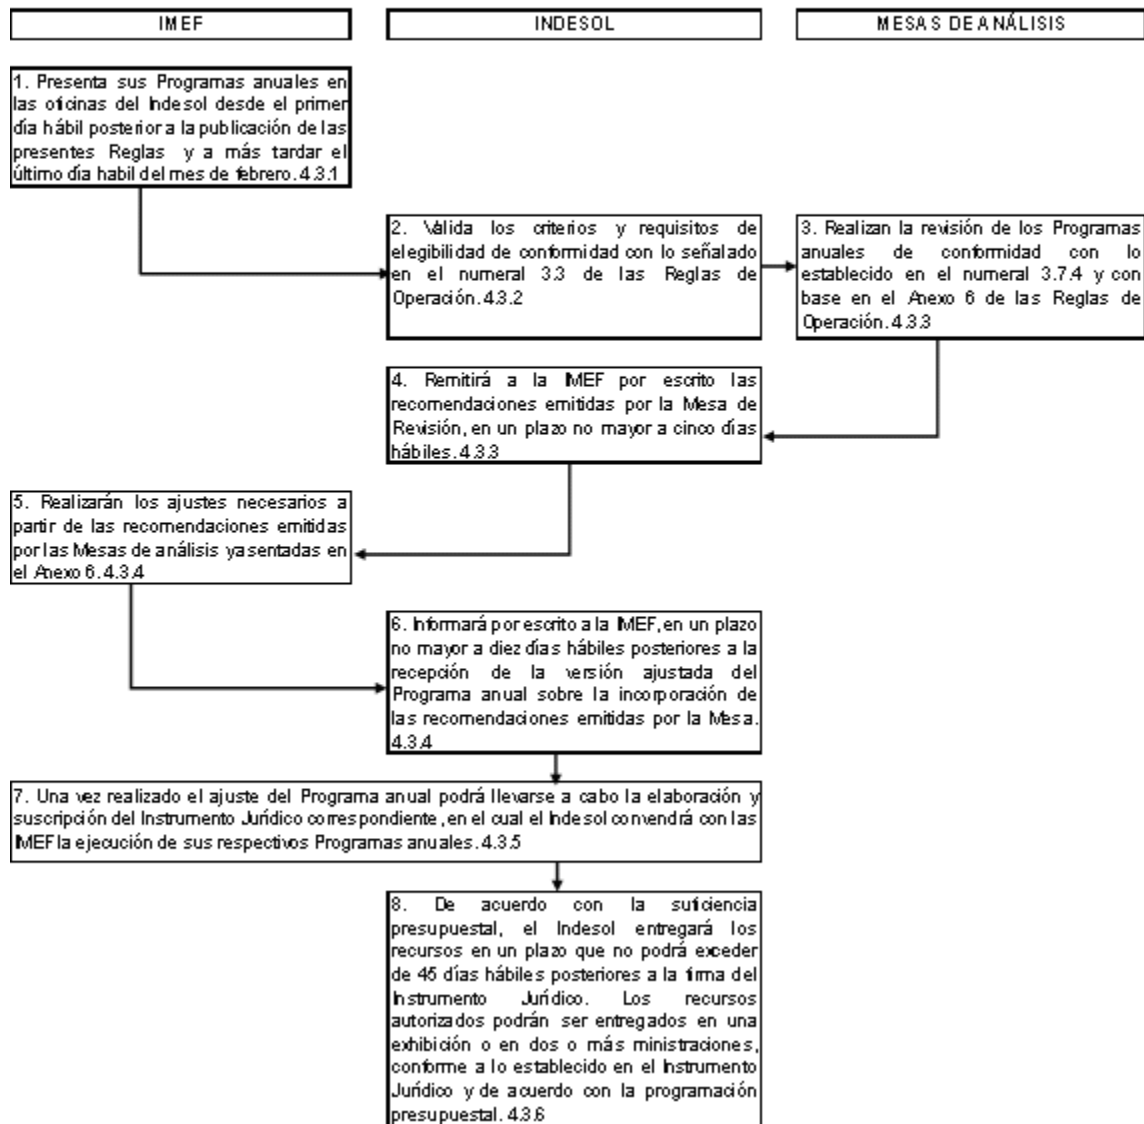 IMEF
INDESOL
MESAS DE ANÁLISIS
1. Presenta sus Programas anuales en
las oficinas del Indesol desde el primer
día hábil posterior a la publicación de las
presentes Reglas y a más tardar el
último día habil del mes de febrero. 4.3.1
2. Valida los criterios y requisitos de
elegibilidad de conformidad con lo señalado
en el numeral 3.3 de las Reglas de
Operación. 4.3.2
3. Realizan la revisión de los Programas
anuales de conformidad con lo
establecido en el numeral 3.7.4 y con
base en el Anexo 6 de las Reglas de
Operación. 4.3.3
4. Remitirá a la IMEF por escrito las
recomendaciones emitidas por la Mesa de
Revisión, en un plazo no mayor a cinco días
hábiles. 4.3.3
5. Realizarán los ajustes necesarios a
partir de las recomendaciones emitidas
por las Mesas de análisis y asentadas en
el Anexo 6. 4.3.4
6. Informará por escrito a la IMEF, en un plazo
no mayor a diez días hábiles posteriores a la
recepción de la versión ajustada del
Programa anual sobre la incorporación de
las recomendaciones emitidas por la Mesa.
4.3.4
7. Una vez realizado el ajuste del Programa anual podrá llevarse a cabo la elaboración y
suscripción del Instrumento Jurídico correspondiente, en el cual el Indesol convendrá con las
IMEF la ejecución de sus respectivos Programas anuales. 4.3.5
8. De acuerdo con la suficiencia
presupuestal, el Indesol entregará los
recursos en un plazo que no podrá exceder
de 45 días hábiles posteriores a la firma del
Instrumento Jurídico. Los recursos
autorizados podrán ser entregados en una
exhibición o en dos o más ministraciones,
conforme a lo establecido en el Instrumento
Jurídico y de acuerdo con la programación
presupuestal. 4.3.6